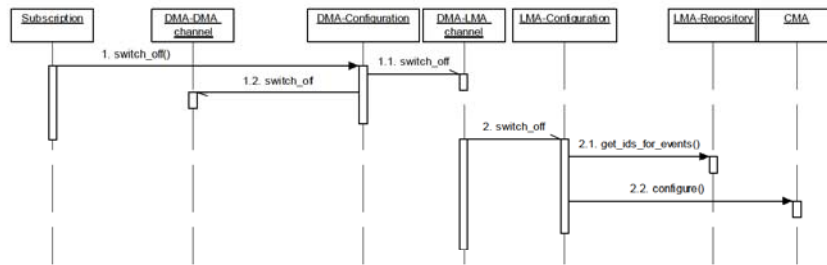 Subscription
DMA-DMA
channel
DMA-Configuration
DMA-LMA
channel
LMA-Configuration
LMA-Repository
CMA
1. switch_off()
1.1. switch_off
1.2. switch_of
2. switch_off
2.1. get_ids_for_events()
2.2. configure()